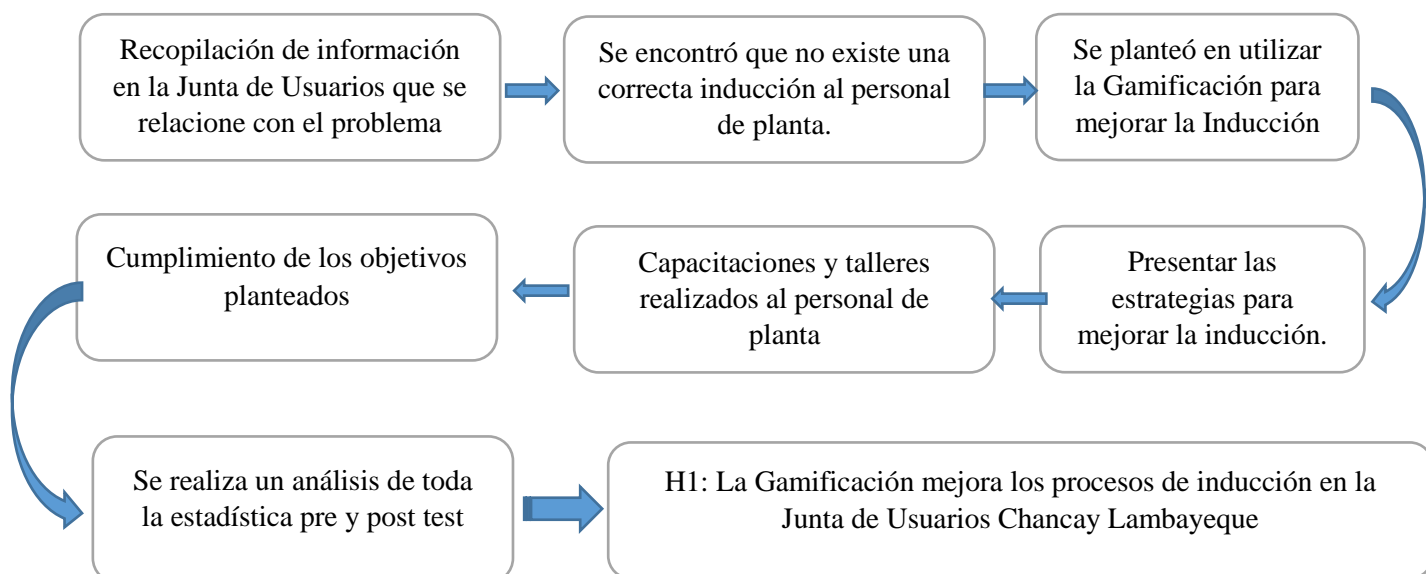 Recopilación de información
en la Junta de Usuarios que se
relacione con el problema
Se encontró que no existe una
correcta inducción al personal
de planta.
Se planteó en utilizar
la Gamificación para
mejorar la Inducción
Presentar las
estrategias para
mejorar la inducción.
Capacitaciones y talleres
realizados al personal de
planta
Cumplimiento de los objetivos
planteados
Se realiza un análisis de toda
la estadística pre y post test
H1: La Gamificación mejora los procesos de inducción en la
Junta de Usuarios Chancay Lambayeque